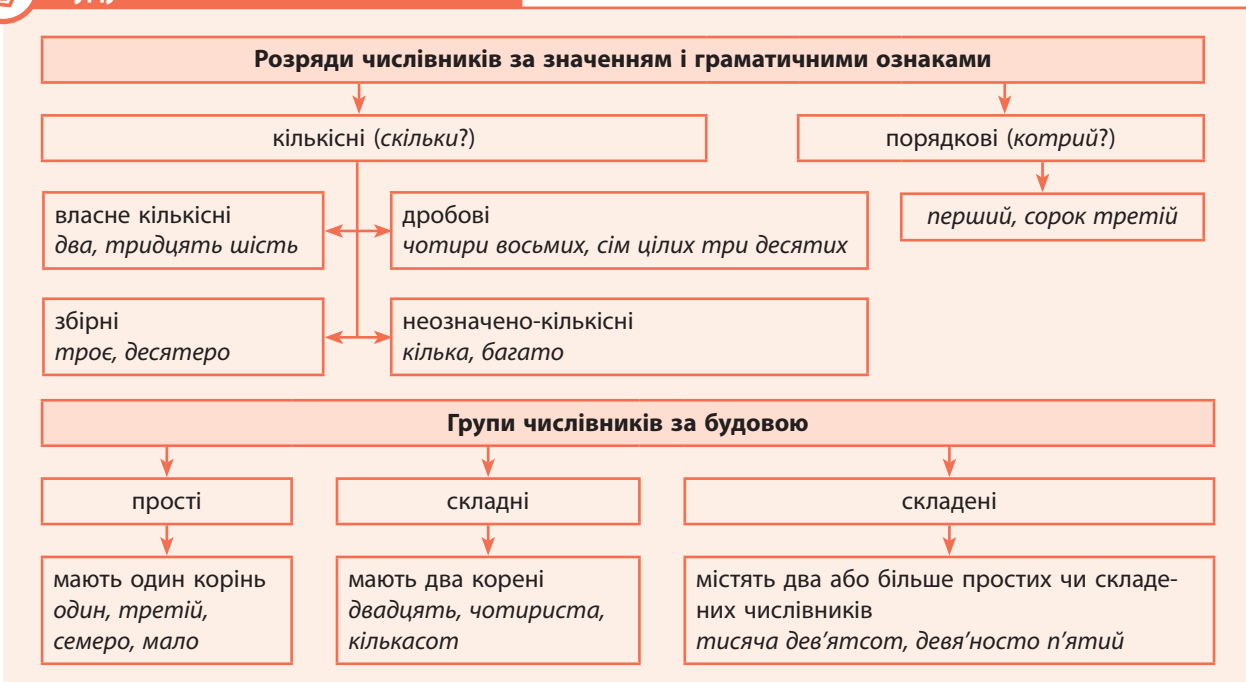 Розряди числівників за значенням і граматичними ознаками
кількісні (скільки?)
порядкові (котрий?)
власне кількісні
два, тридцять шість
дробові
чотири восьмих, сім цілих три десятих
перший, сорок третій
збірні
троє, десятеро
неозначено-кількісні
кілька, багато
Групи числівників за будовою
прості
складні
складені
мають один корінь
один, третій,
семеро, мало
мають два корені
двадцять, чотириста,
кількасот
містять два або більше простих чи складе-
них числівників
тисяча дев'ятсот, девя'носто п'ятий